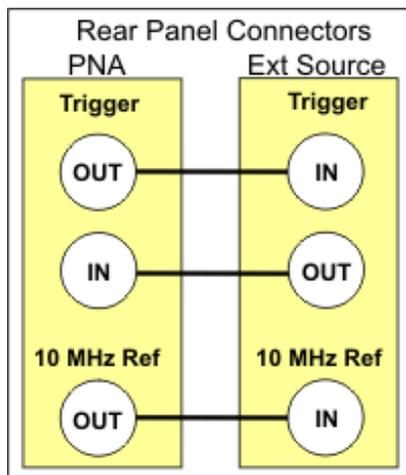 Rear Panel Connectors
PNA Ext Source
Trigger Trigger
OUT IN
IN OUT
10 MHz Ref 10 MHz Ref
OUT IN